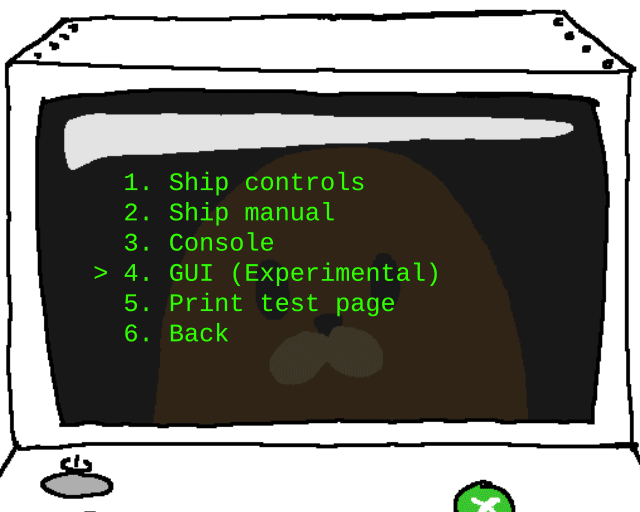 1. Ship controls
2. Ship manual
3. Console
> 4. GUI (Experimental)
5. Print test page
6. Back